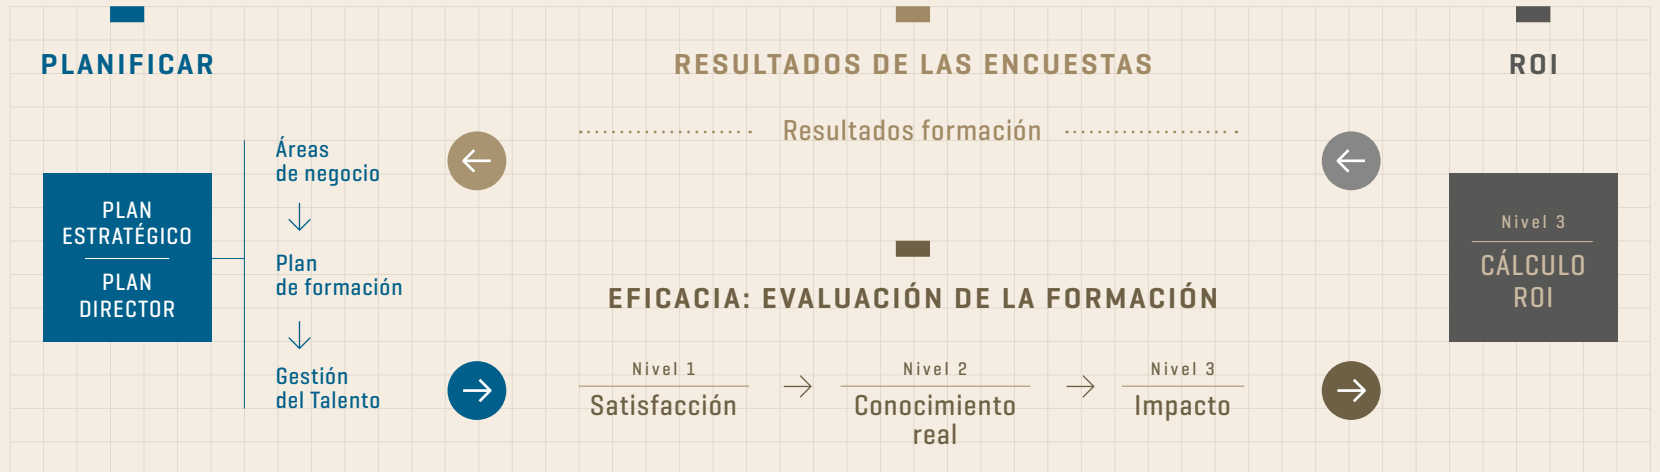 PLANIFICAR
PLAN
ESTRATÉGICO
PLAN
DIRECTOR
Áreas
de negocio
Plan
de formación
Gestión
del Talento
RESULTADOS DE LAS ENCUESTAS
Resultados formación
EFICACIA: EVALUACIÓN DE LA FORMACIÓN
Nivel 1
Satisfacción
Nivel 2
Conocimiento
real
Nivel 3
Impacto
ROI
Nivel 3
CÁLCULO
ROI